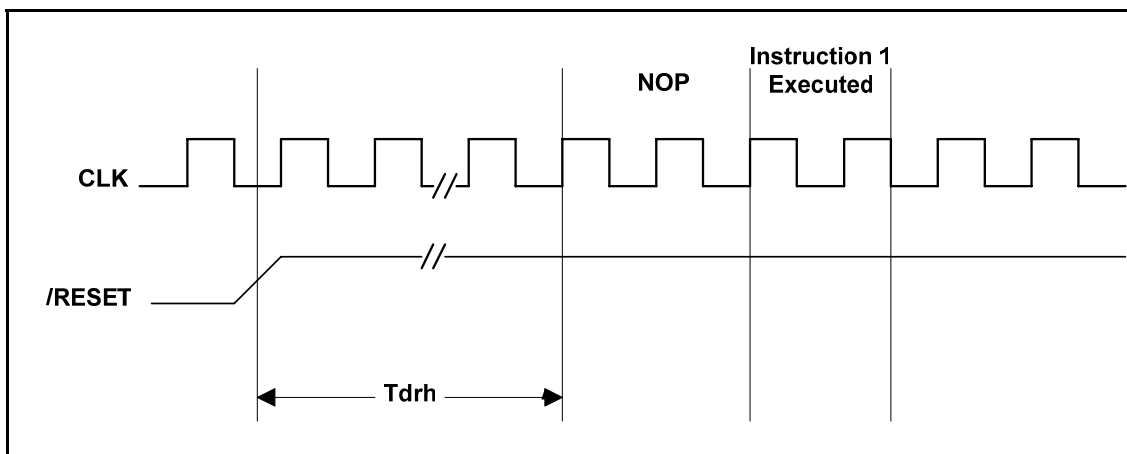 Instruction 1
NOP
Executed
CLK
/RESET
Tdrh